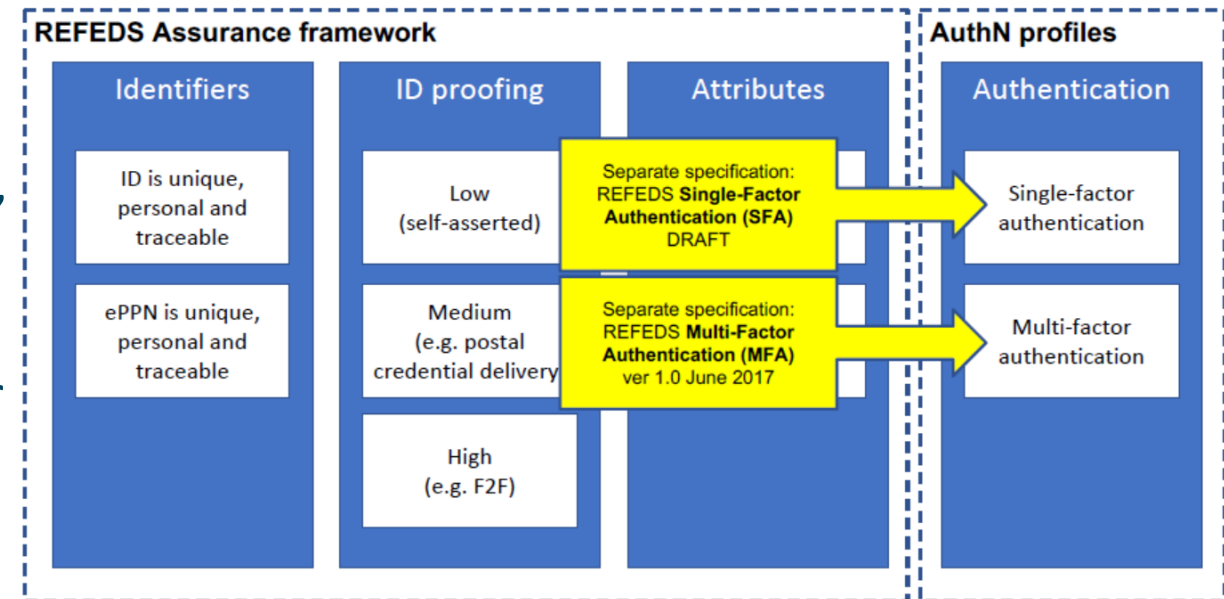 REFEDS Assurance framework
Identifiers
ID is unique,
personal and
traceable
ePPN is unique,
personal and
traceable
ID proofing
Low
(self-asserted)
Medium
(e.g. postal
credential delivery
High
(e.g. F2F)
Attributes
Separate specification:
REFEDS Single-Factor
Authentication (SFA)
DRAFT
Separate specification:
REFEDS Multi-Factor
Authentication (MFA)
ver 1.0 June 2017
AuthN profiles
Authentication
Single-factor
authentication
Multi-factor
authentication